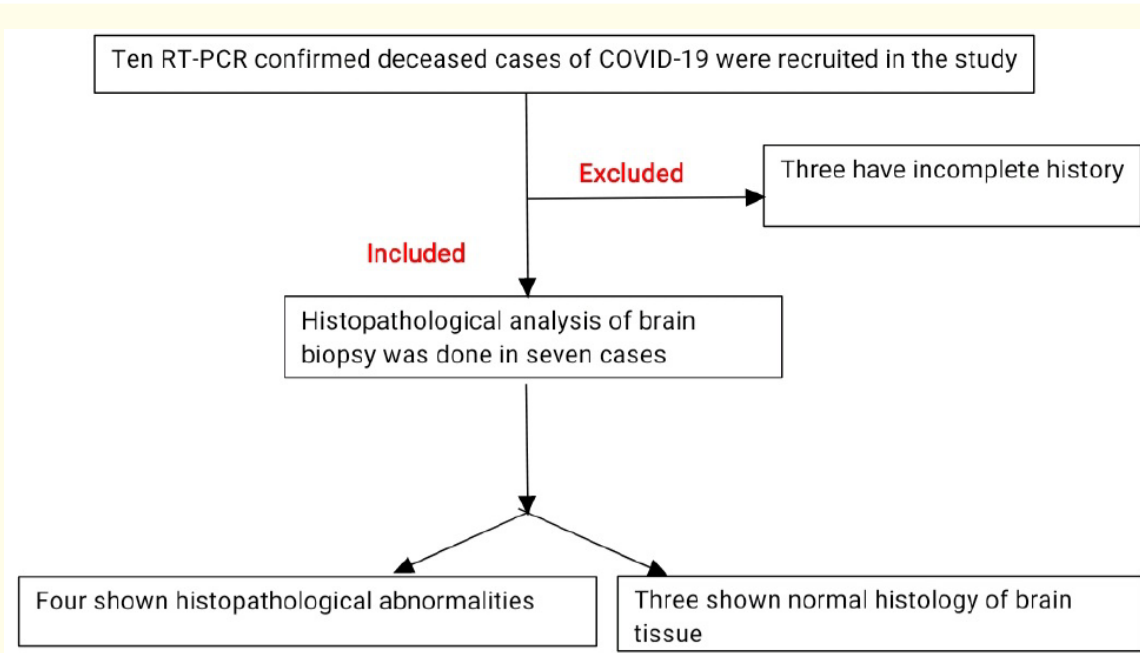 Ten RT-PCR confirmed deceased cases of COVID-19 were recruited in the study
Excluded
Three have incomplete history
Included
Histopathological analysis of brain
biopsy was done in seven cases
Four shown histopathological abnormalities
Three shown normal histology of brain
tissue